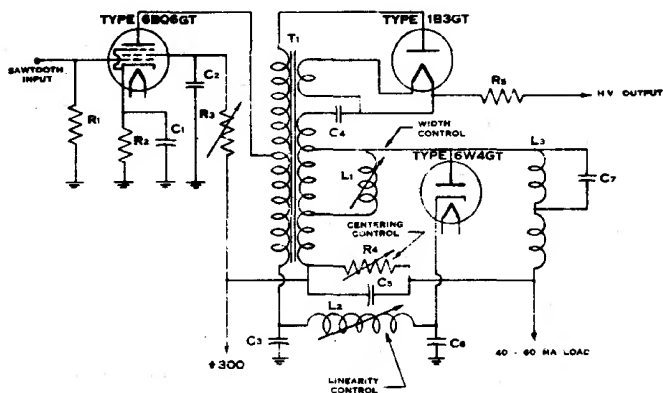 TYPE 6BQ6GT
TYPE 1B3GT
T1
SAWTOOTH
INPUT
C2
R5
HV OUTPUT
R1
R3
C4
WIDTH
CONTROL
R2
C1
TYPE 6W4GT
L3
L1
C7
CENTERING
CONTROL
R4
C5
L2
C3
C6
+300
40 - 60 MA LOAD
LINEARITY
CONTROL